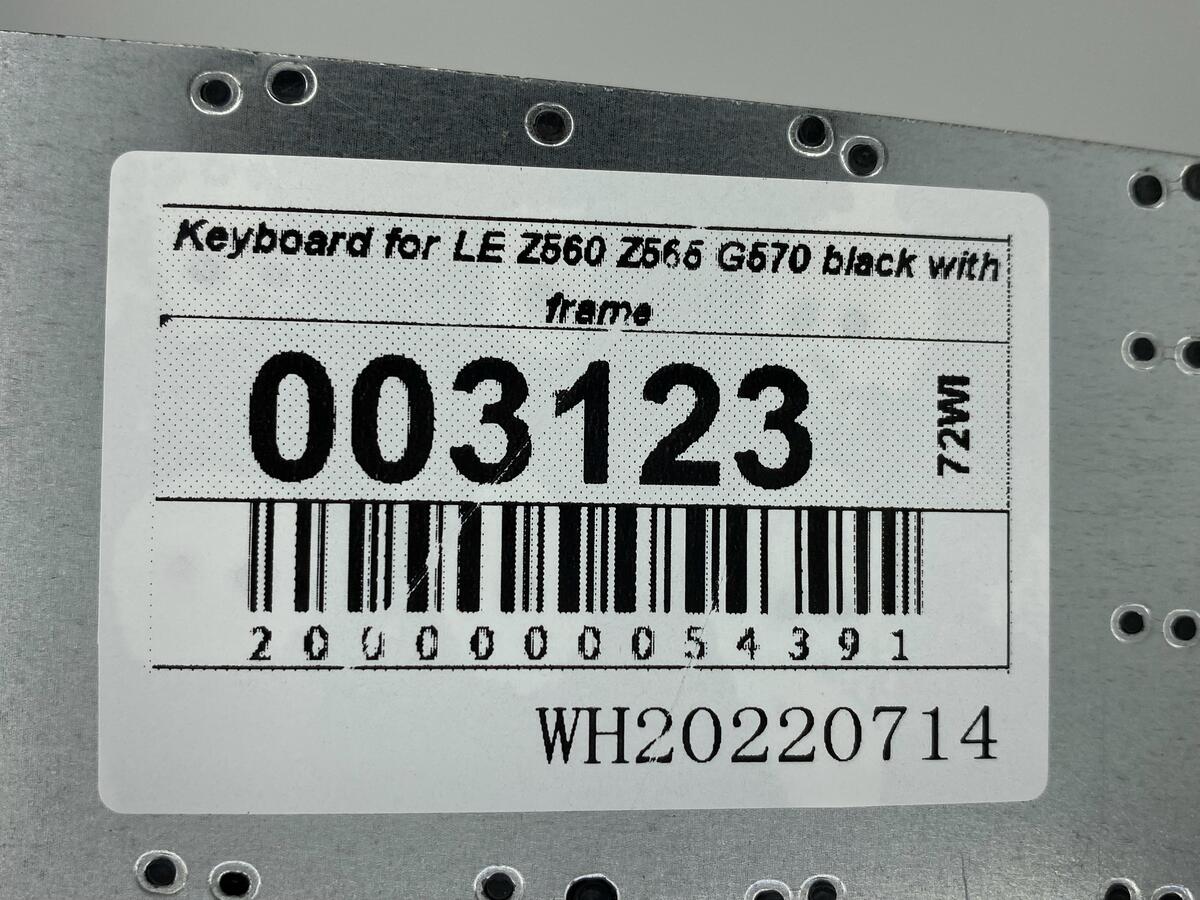 Keyboard for LE Z560 Z565 G570 black with
frame
003123
72WI
2000000054391
WH20220714